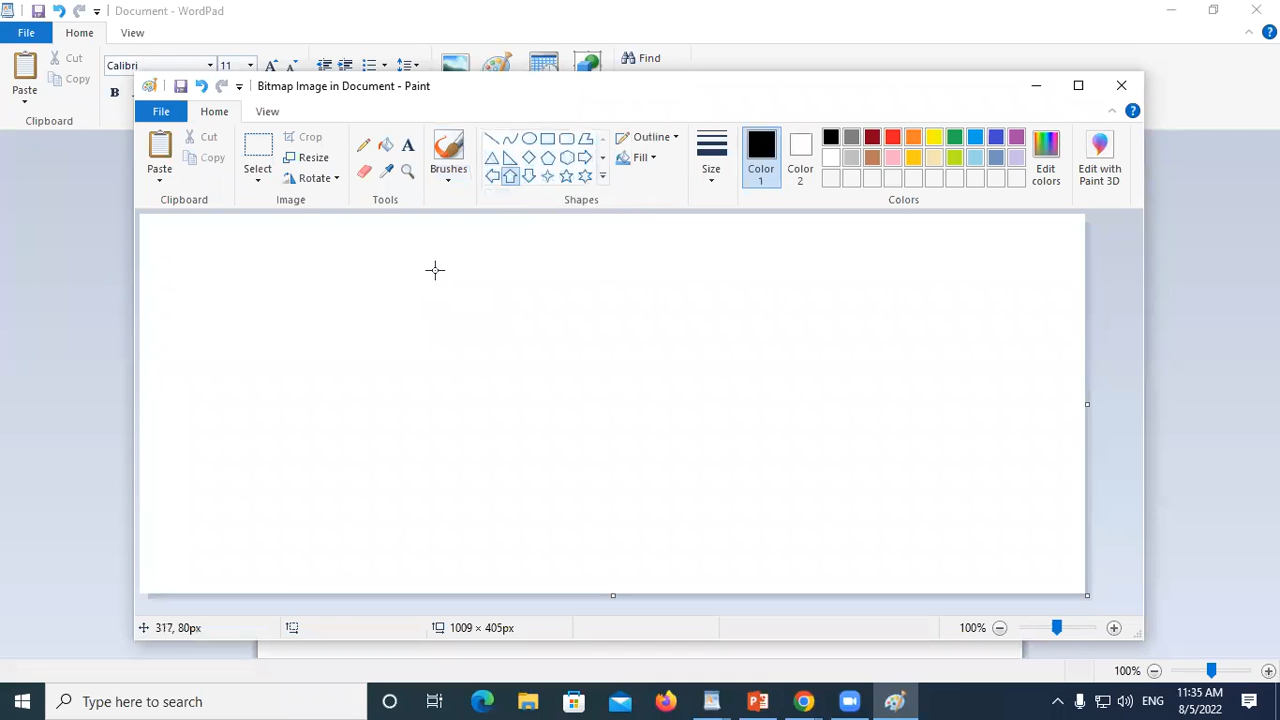 Document - WordPad
File Home View
Cut
Copy
Paste
Clipboard
Calibri 11
B
Find
Bitmap Image in Document - Paint
File Home View
Paste
Cut
Copy
Clipboard
Select
Crop
Resize
Rotate
Image
A
Tools
Brushes
Outline
Fill
Shapes
Size
Color 1
Color 2
Edit colors
Edit with Paint 3D
Colors
317, 80px
1009 × 405px
100%
100%
Type here to search
ENG
11:35 AM
8/5/2022